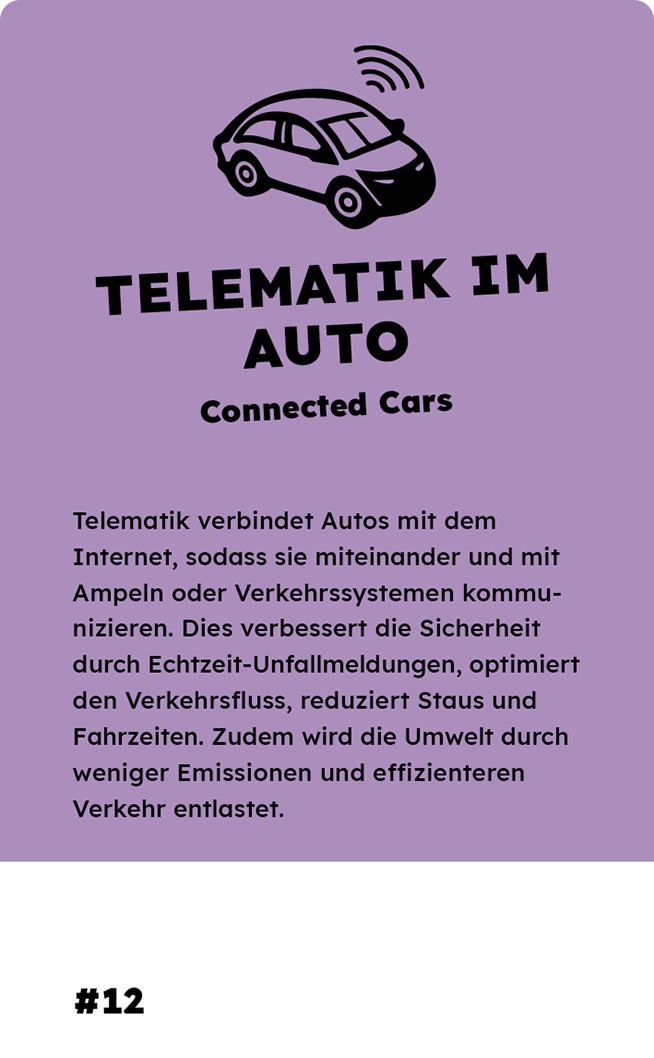 TELEMATIK IM
AUTO
Connected Cars
Telematik verbindet Autos mit dem
Internet, sodass sie miteinander und mit
Ampeln oder Verkehrssystemen kommu-
nizieren. Dies verbessert die Sicherheit
durch Echtzeit-Unfallmeldungen, optimiert
den Verkehrsfluss, reduziert Staus und
Fahrzeiten. Zudem wird die Umwelt durch
weniger Emissionen und effizienteren
Verkehr entlastet.
#12